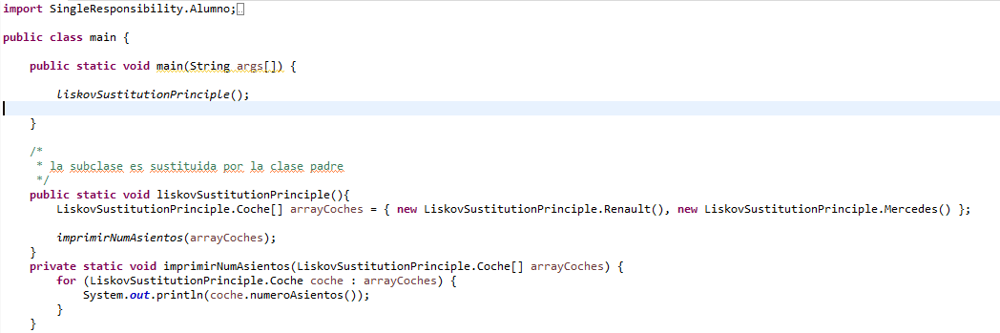 import SingleResponsibility.Alumno;
public class main {
public static void main(String args[]) {
liskovSustitutionPrinciple();
}
/*
* la subclase es sustituida por la clase padre
*/
public static void liskovSustitutionPrinciple(){
LiskovSustitutionPrinciple.Coche[] arrayCoches = { new LiskovSustitutionPrinciple.Renault(), new LiskovSustitutionPrinciple.Mercedes() };
imprimirNumAsientos(arrayCoches);
}
private static void imprimirNumAsientos(LiskovSustitutionPrinciple.Coche[] arrayCoches) {
for (LiskovSustitutionPrinciple.Coche coche : arrayCoches) {
System.out.println(coche.numeroAsientos());
}
}